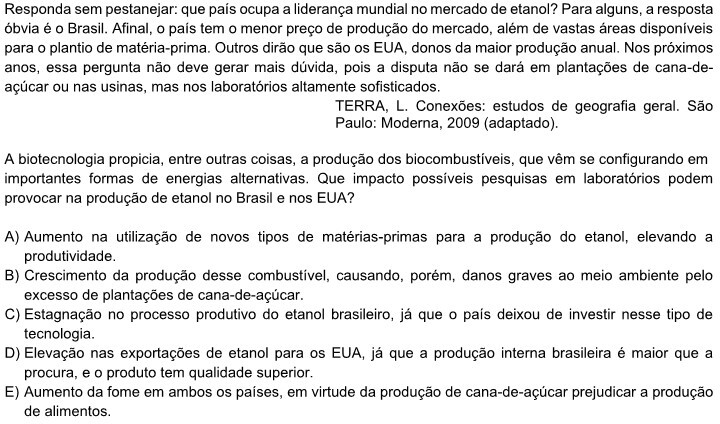 Responda sem pestanejar: que país ocupa a liderança mundial no mercado de etanol? Para alguns, a resposta
óbvia é o Brasil. Afinal, o país tem o menor preço de produção do mercado, além de vastas áreas disponíveis
para o plantio de matéria-prima. Outros dirão que são os EUA, donos da maior produção anual. Nos próximos
anos, essa pergunta não deve gerar mais dúvida, pois a disputa não se dará em plantações de cana-de-
açúcar ou nas usinas, mas nos laboratórios altamente sofisticados.
TERRA, L. Conexões: estudos de geografia geral. São
Paulo: Moderna, 2009 (adaptado).
A biotecnologia propicia, entre outras coisas, a produção dos biocombustíveis, que vêm se configurando em
importantes formas de energias alternativas. Que impacto possíveis pesquisas em laboratórios podem
provocar na produção de etanol no Brasil e nos EUA?
A) Aumento na utilização de novos tipos de matérias-primas para a produção do etanol, elevando a
produtividade.
B) Crescimento da produção desse combustível, causando, porém, danos graves ao meio ambiente pelo
excesso de plantações de cana-de-açúcar.
C) Estagnação no processo produtivo do etanol brasileiro, já que o país deixou de investir nesse tipo de
tecnologia.
D) Elevação nas exportações de etanol para os EUA, já que a produção interna brasileira é maior que a
procura, e o produto tem qualidade superior.
E) Aumento da fome em ambos os países, em virtude da produção de cana-de-açúcar prejudicar a produção
de alimentos.